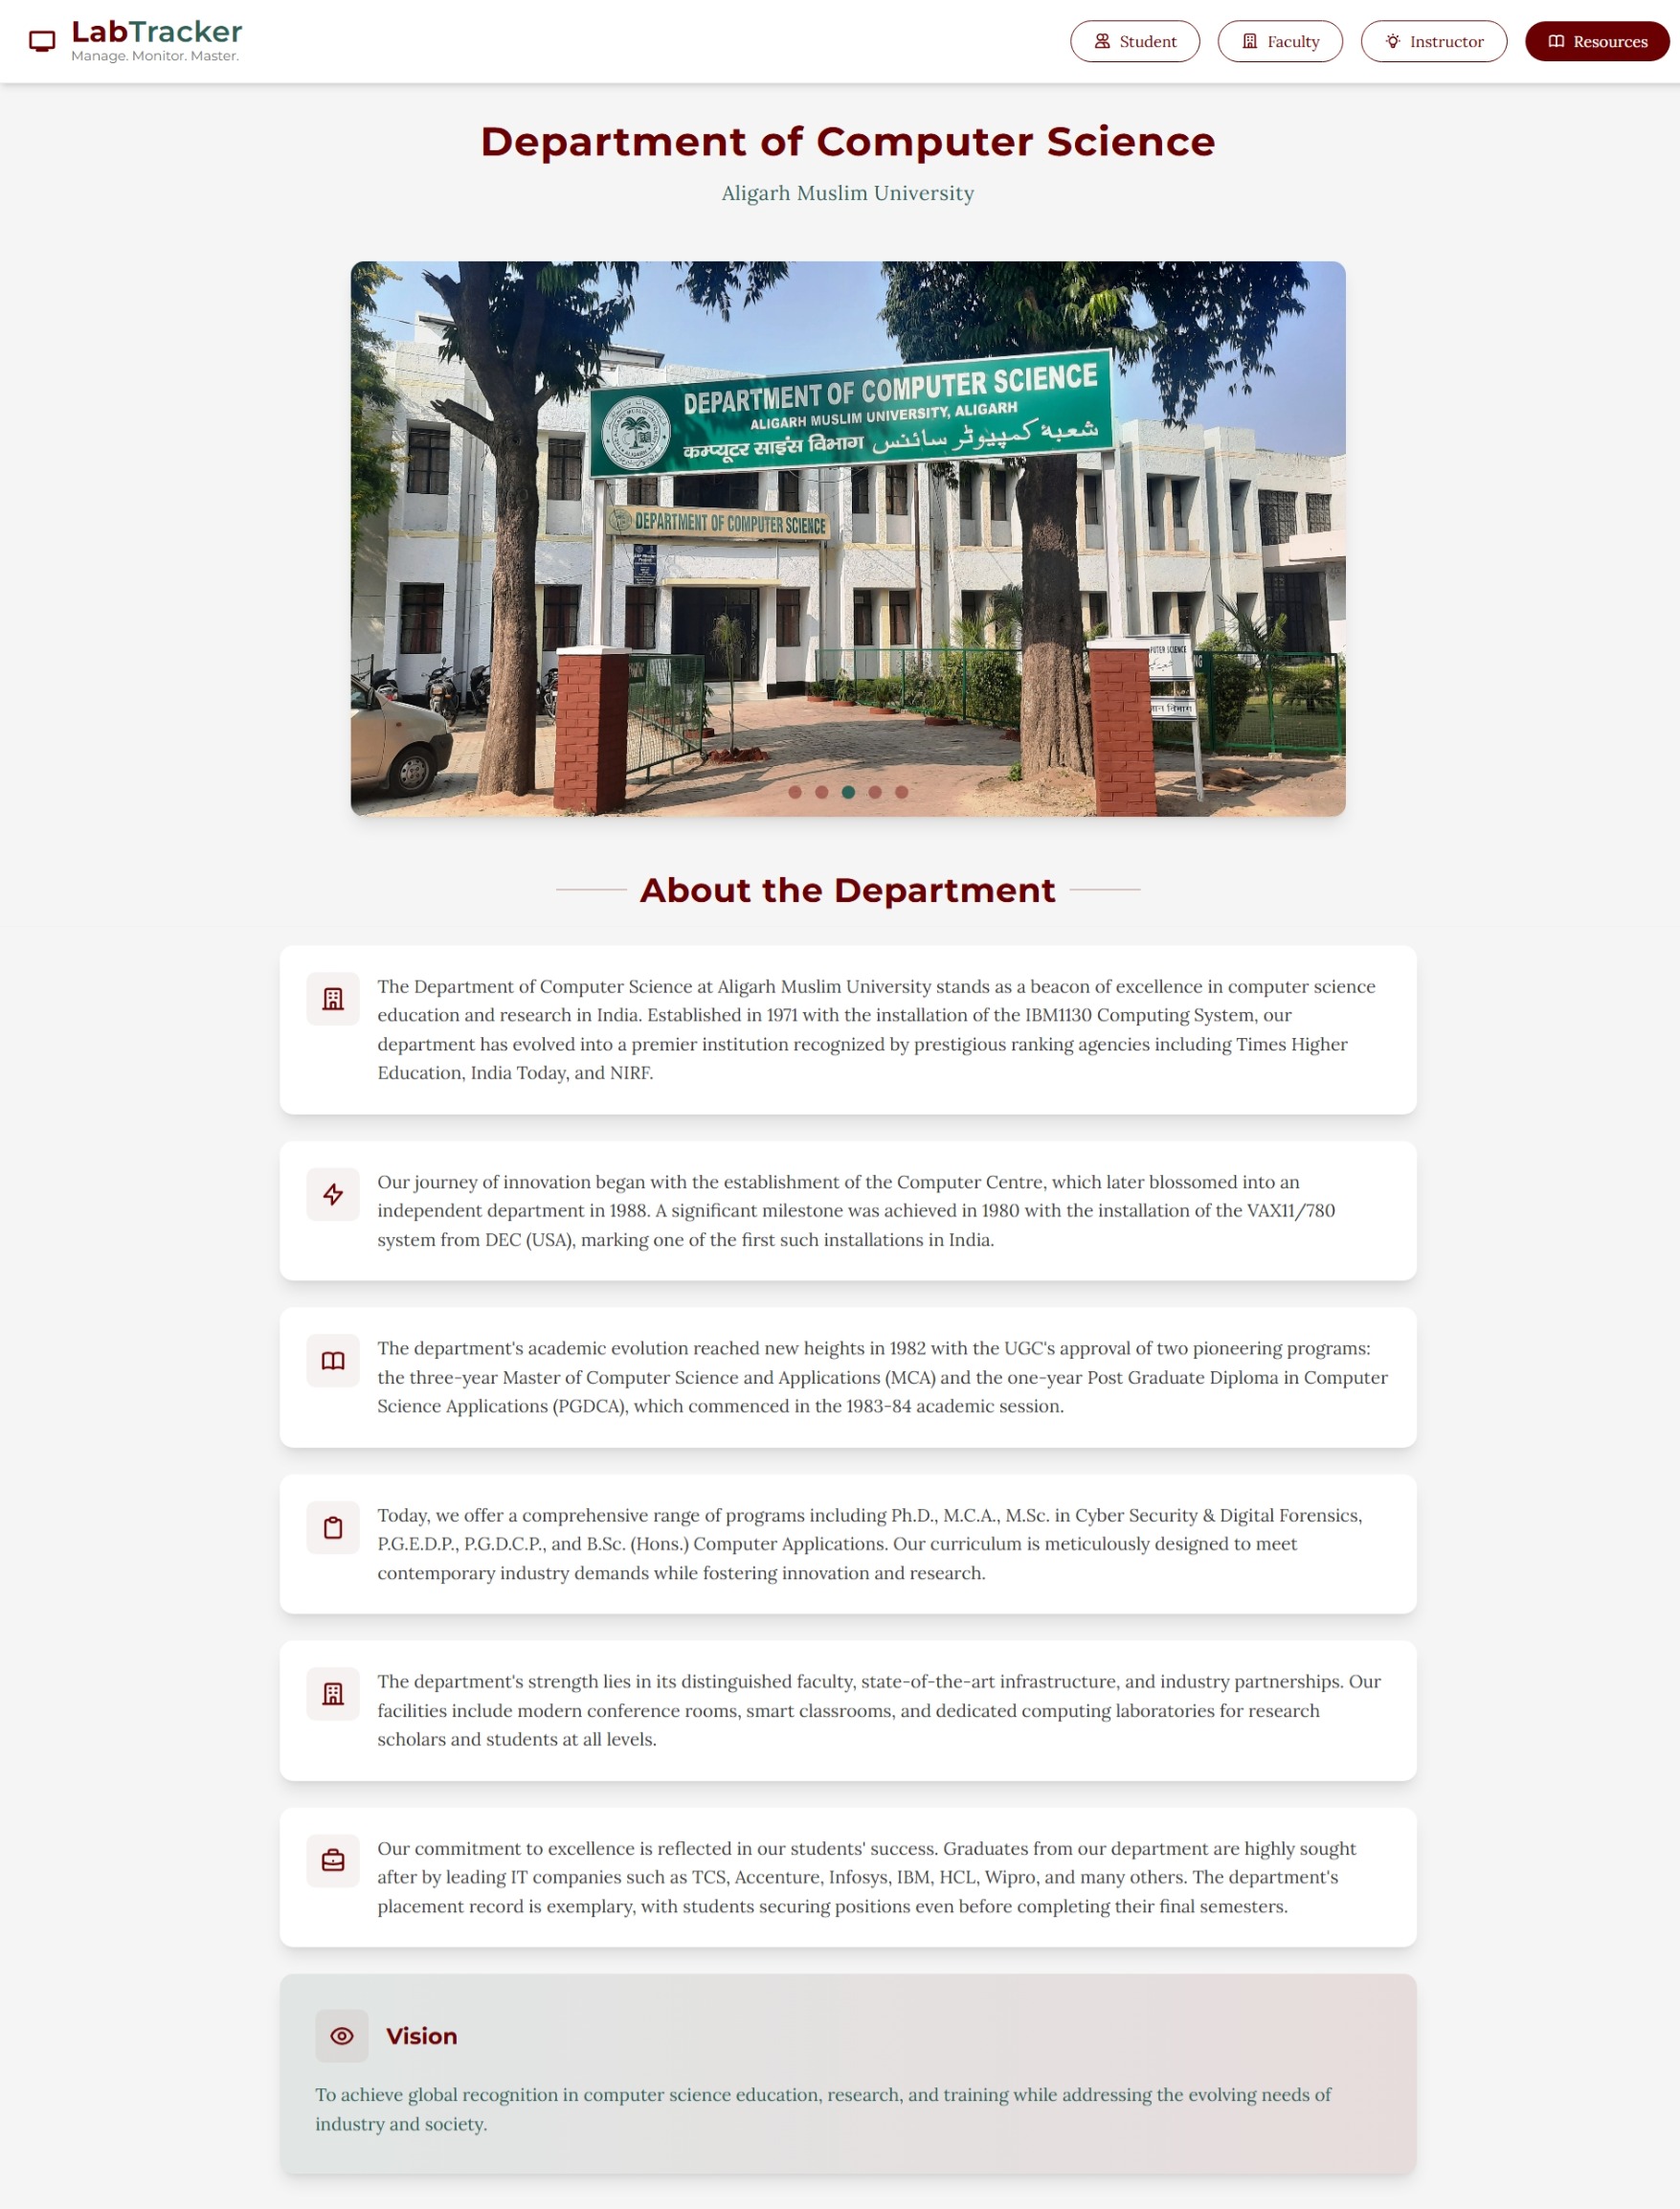 LabTracker
Manage. Monitor. Master.
Student
Faculty
Instructor
Resources
Department of Computer Science
Aligarh Muslim University
DEPARTMENT OF COMPUTER SCIENCE
ALIGARH MUSLIM UNIVERSITY, ALIGARH
कम्प्यूटर साइंस विभाग شعبۂ کمپیوٹر سائنس
DEPARTMENT OF COMPUTER SCIENCE
About the Department
The Department of Computer Science at Aligarh Muslim University stands as a beacon of excellence in computer science
education and research in India. Established in 1971 with the installation of the IBM1130 Computing System, our
department has evolved into a premier institution recognized by prestigious ranking agencies including Times Higher
Education, India Today, and NIRF.
Our journey of innovation began with the establishment of the Computer Centre, which later blossomed into an
independent department in 1988. A significant milestone was achieved in 1980 with the installation of the VAX11/780
system from DEC (USA), marking one of the first such installations in India.
The department's academic evolution reached new heights in 1982 with the UGC's approval of two pioneering programs:
the three-year Master of Computer Science and Applications (MCA) and the one-year Post Graduate Diploma in Computer
Science Applications (PGDCA), which commenced in the 1983-84 academic session.
Today, we offer a comprehensive range of programs including Ph.D., M.C.A., M.Sc. in Cyber Security & Digital Forensics,
P.G.E.D.P., P.G.D.C.P., and B.Sc. (Hons.) Computer Applications. Our curriculum is meticulously designed to meet
contemporary industry demands while fostering innovation and research.
The department's strength lies in its distinguished faculty, state-of-the-art infrastructure, and industry partnerships. Our
facilities include modern conference rooms, smart classrooms, and dedicated computing laboratories for research
scholars and students at all levels.
Our commitment to excellence is reflected in our students' success. Graduates from our department are highly sought
after by leading IT companies such as TCS, Accenture, Infosys, IBM, HCL, Wipro, and many others. The department's
placement record is exemplary, with students securing positions even before completing their final semesters.
Vision
To achieve global recognition in computer science education, research, and training while addressing the evolving needs of
industry and society.